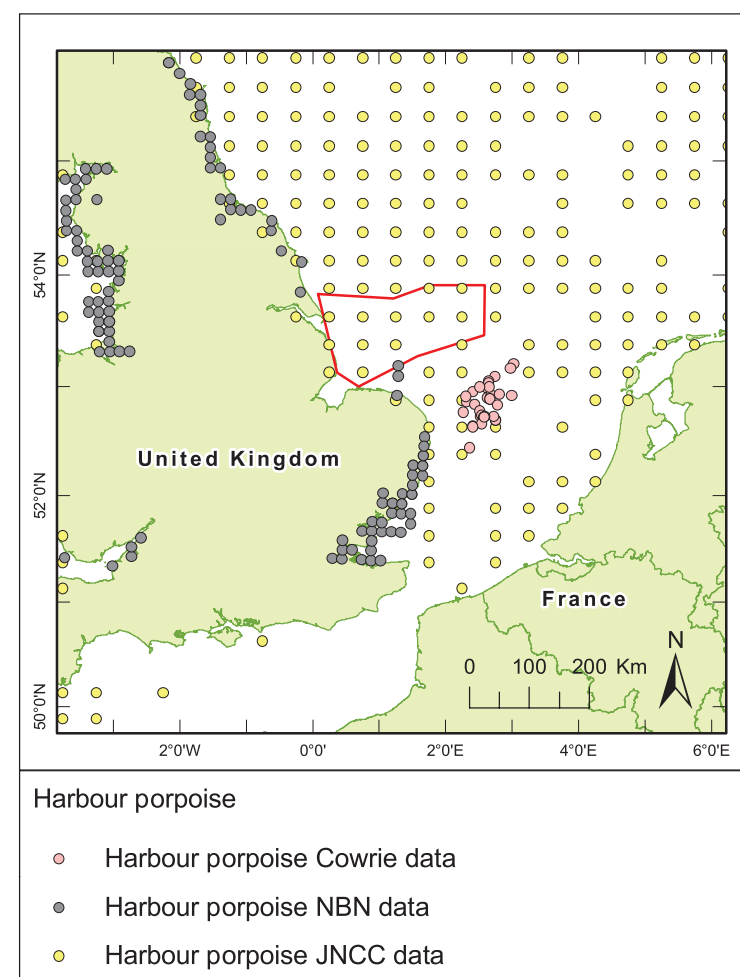 54°0'N
52°0'N
50°0'N
United Kingdom
France
N
0 100 200 Km
2°0'W 0°0' 2°0'E 4°0'E 6°0'E
Harbour porpoise
Harbour porpoise Cowrie data
Harbour porpoise NBN data
Harbour porpoise JNCC data